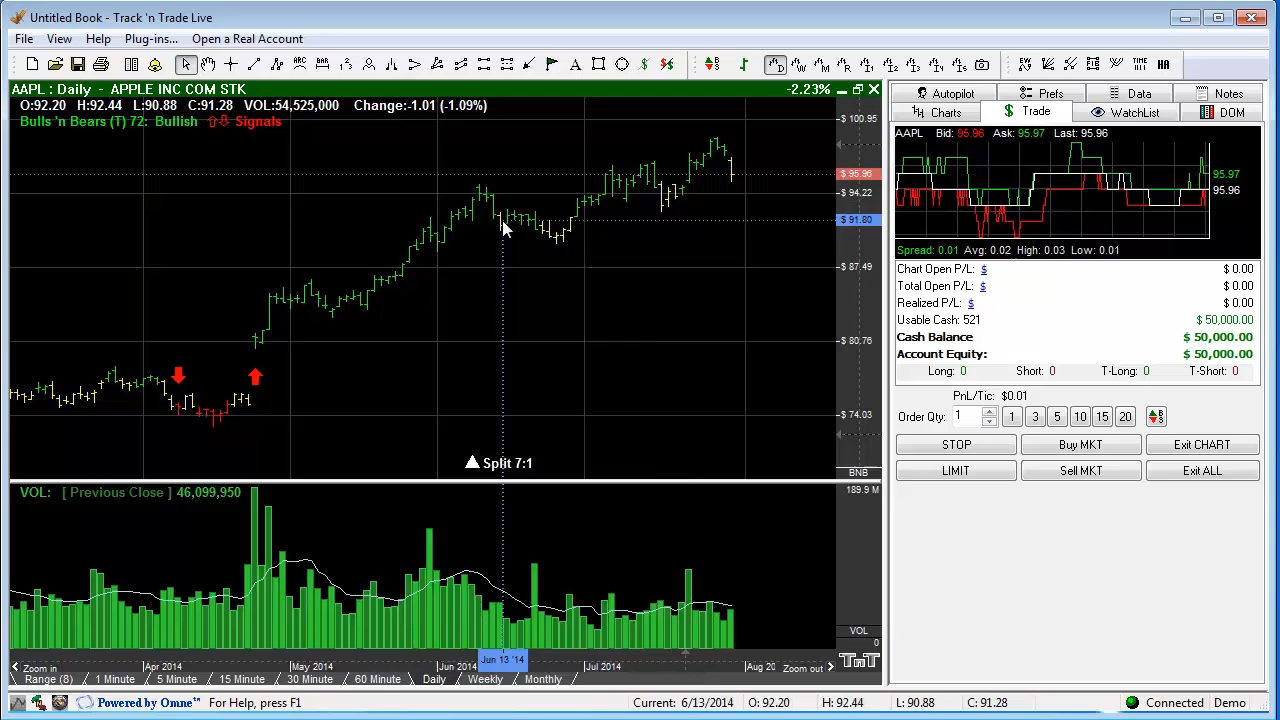 Untitled Book - Track 'n Trade Live
File View Help Plug-ins... Open a Real Account
AAPL : Daily - APPLE INC COM STK -2.23%
O:92.20 H:92.44 L:90.88 C:91.28 VOL:54,525,000 Change:-1.01 (-1.09%)
Bulls 'n Bears (T) 72: Bullish Signals
$ 100.95
$ 95.96
$ 94.22
$ 91.80
$ 87.49
$ 80.76
$ 74.03
Split 7:1
BNB
VOL: [ Previous Close ] 46,099,950
189.9 M
VOL
0
Zoom in Apr 2014 May 2014 Jun 2014 Jun 13 '14 Jul 2014 Aug 20 Zoom out
Range (8) 1 Minute 5 Minute 15 Minute 30 Minute 60 Minute Daily Weekly Monthly
TNT
Autopilot Prefs Data Notes
Charts Trade WatchList DOM
AAPL Bid: 95.96 Ask: 95.97 Last: 95.96
95.97
95.96
Spread: 0.01 Avg: 0.02 High: 0.03 Low: 0.01
Chart Open P/L: $ $ 0.00
Total Open P/L: $ $ 0.00
Realized P/L: $ $ 0.00
Usable Cash: 521 $ 50,000.00
Cash Balance $ 50,000.00
Account Equity: $ 50,000.00
Long: 0 Short: 0 T-Long: 0 T-Short: 0
PnL/Tic: $0.01
Order Qty: 1 1 3 5 10 15 20
STOP Buy MKT Exit CHART
LIMIT Sell MKT Exit ALL
Powered by Omne™ For Help, press F1 Current: 6/13/2014 O: 92.20 H: 92.44 L: 90.88 C: 91.28 Connected Demo